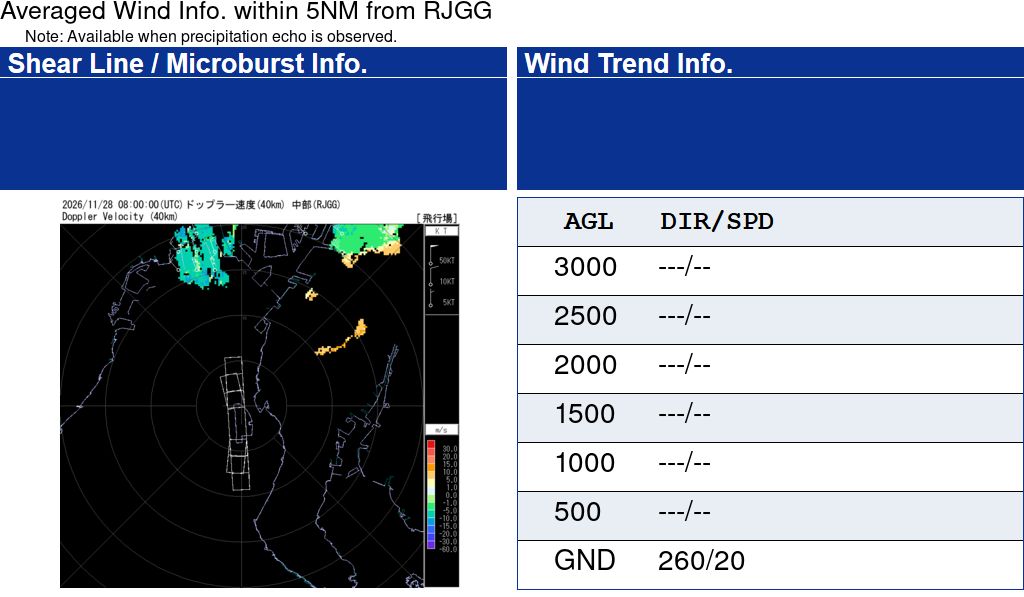 Averaged Wind Info. within 5NM from RJGG
Note: Available when precipitation echo is observed.
Shear Line / Microburst Info.
Wind Trend Info.
2026/11/28 08:00:00(UTC) ドップラー速度(40km) 中部(RJGG)
Doppler Velocity (40km)
[飛行場]
KT
50KT
10KT
5KT
m/s
30.0
20.0
15.0
10.0
5.0
1.0
0.0
-1.0
-5.0
-10.0
-15.0
-20.0
-30.0
-60.0
AGL DIR/SPD
3000 ---/--
2500 ---/--
2000 ---/--
1500 ---/--
1000 ---/--
500 ---/--
GND 260/20